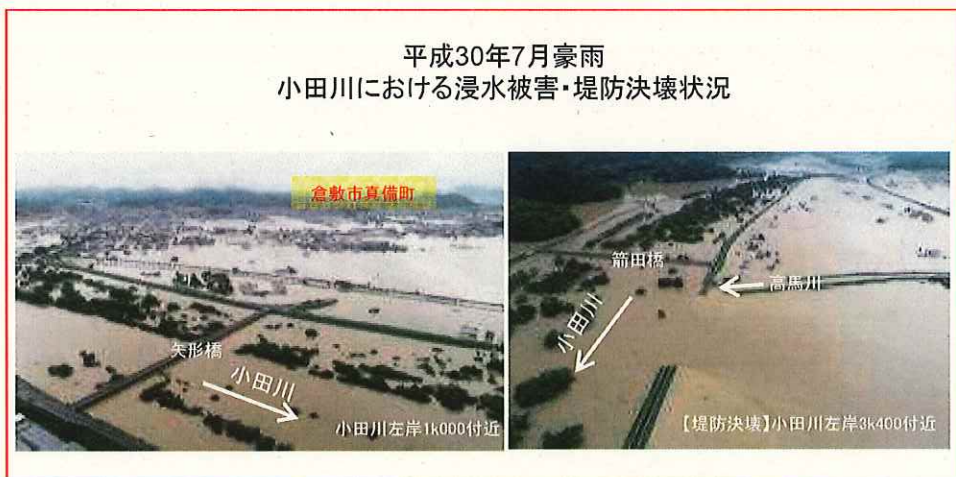 平成30年7月豪雨
小田川における浸水被害・堤防決壊状況
倉敷市真備町
矢形橋
小田川
小田川左岸1k000付近
箭田橋
高馬川
小田川
【堤防決壊】小田川左岸3k400付近